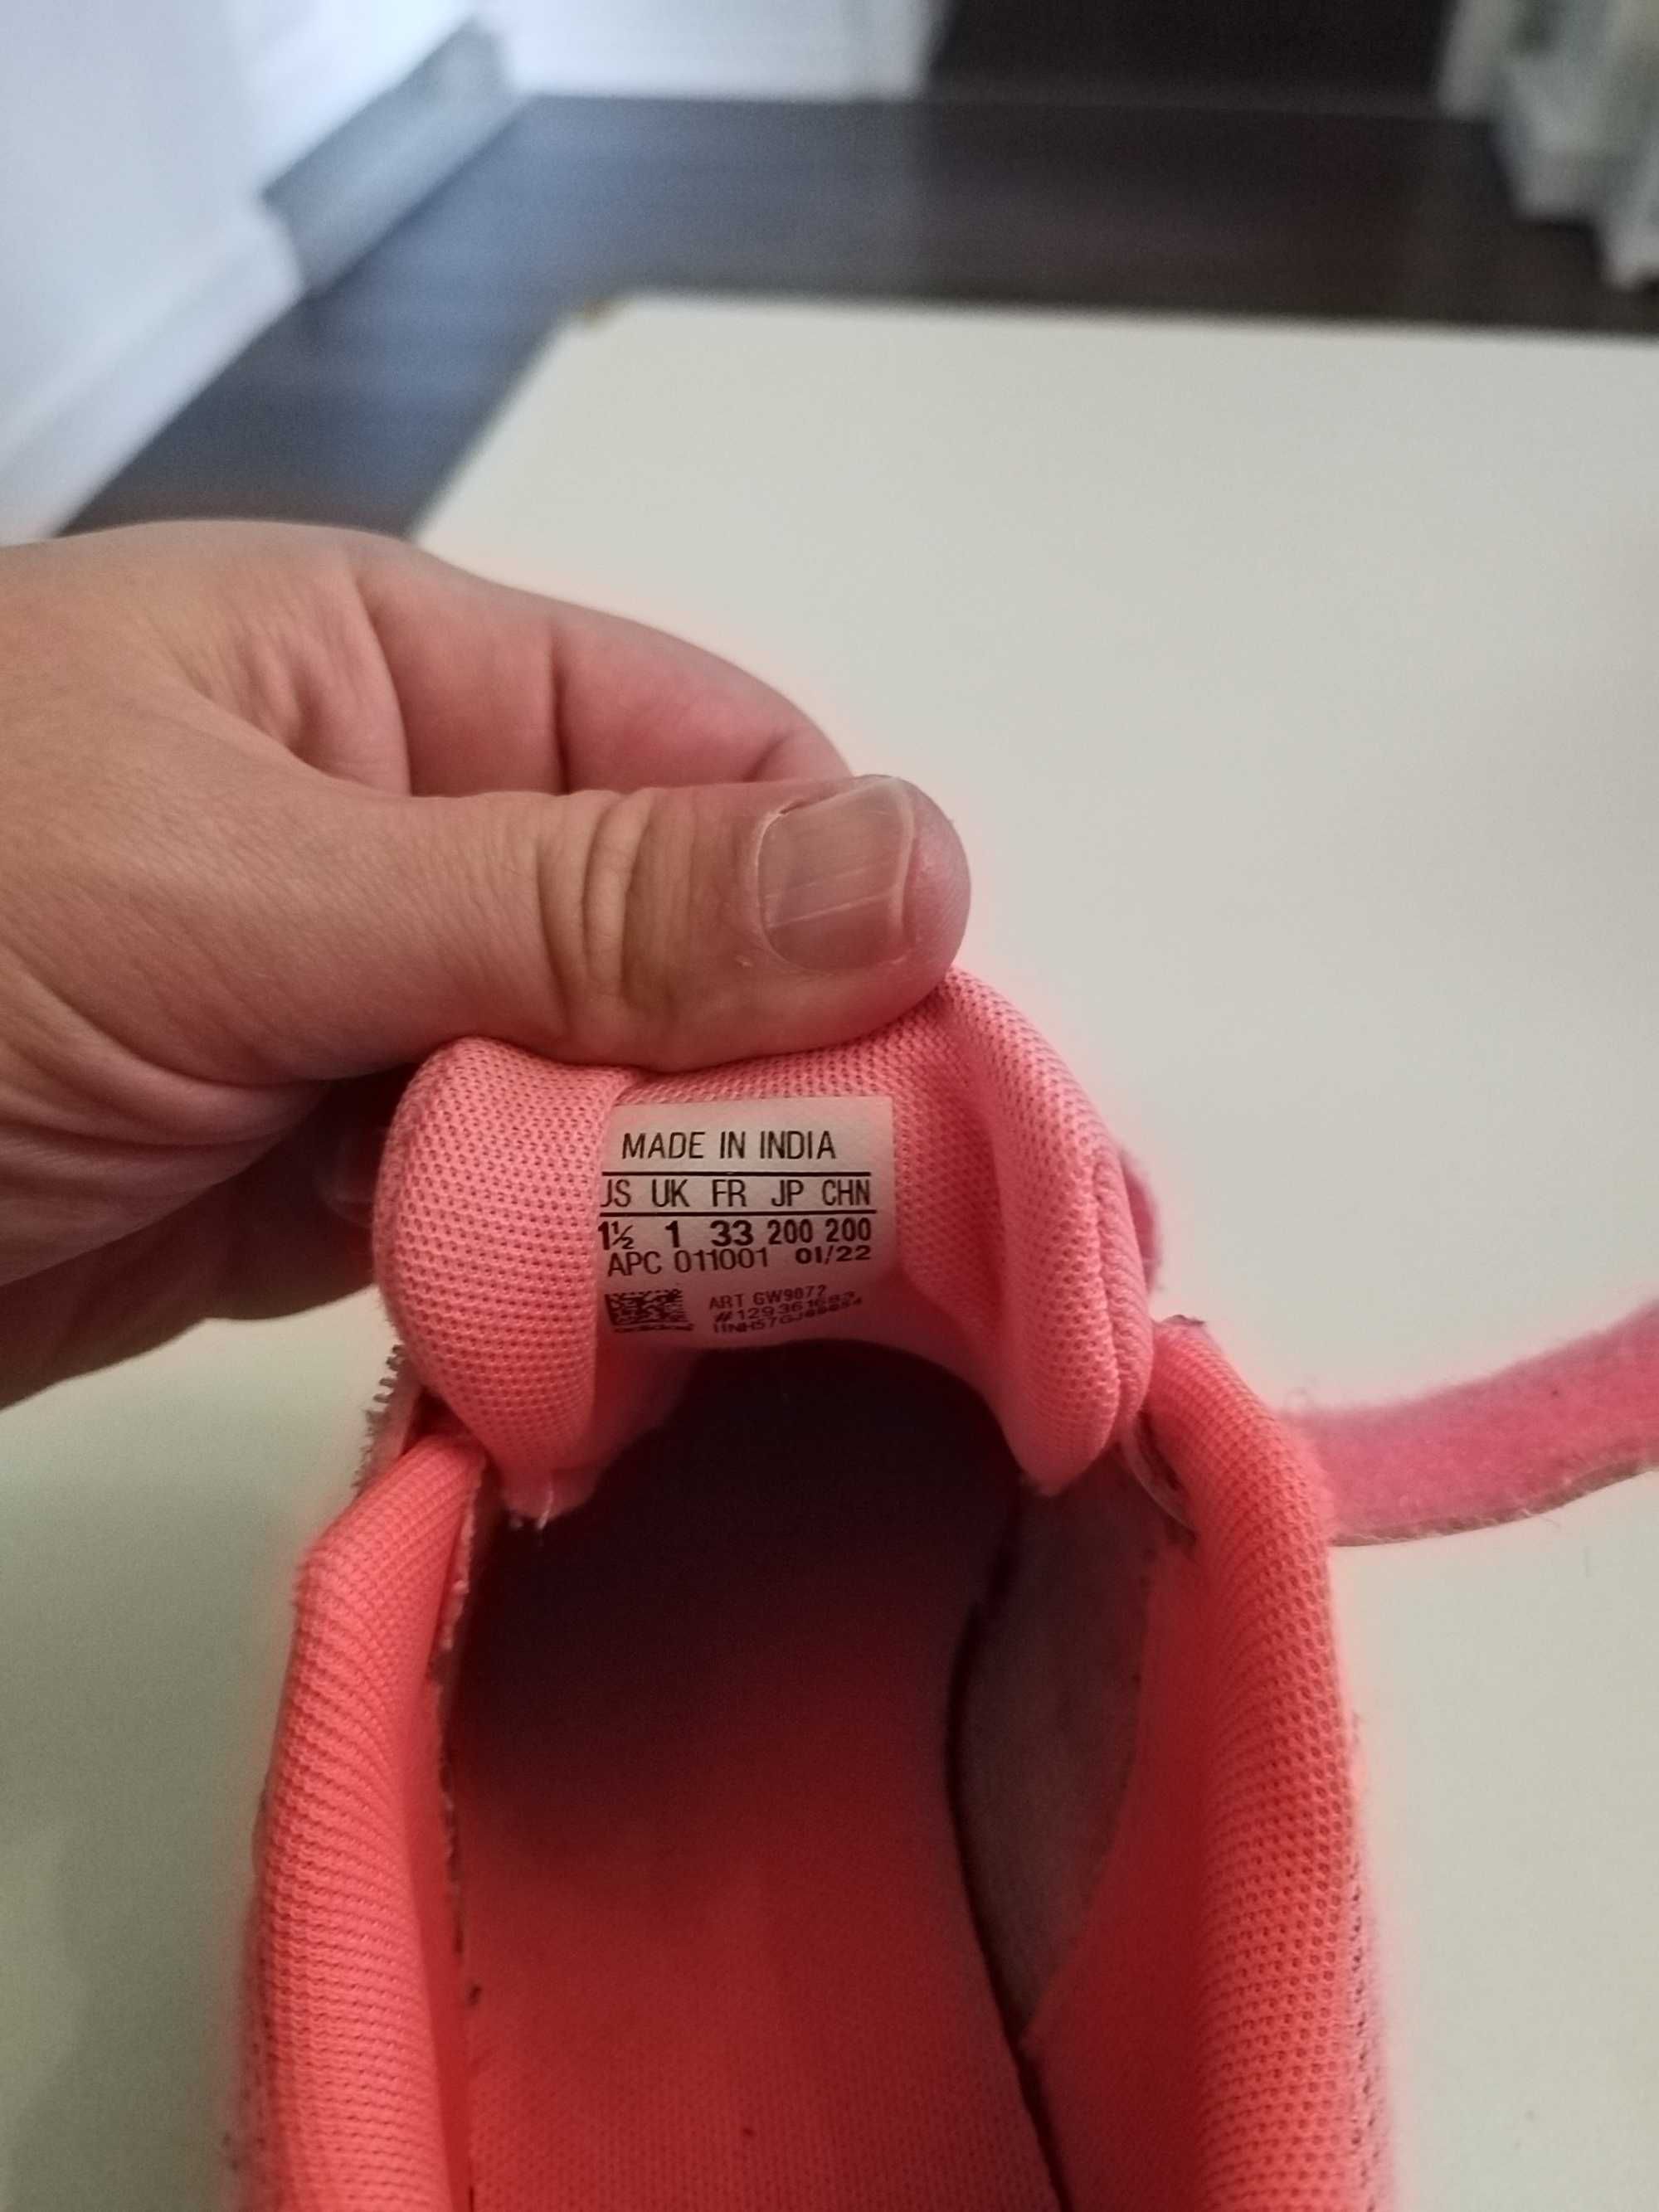 MADE IN INDIA
US UK FR JP CHN
1½ 1 33 200 200
APC 011001 01/22
ART GW9072